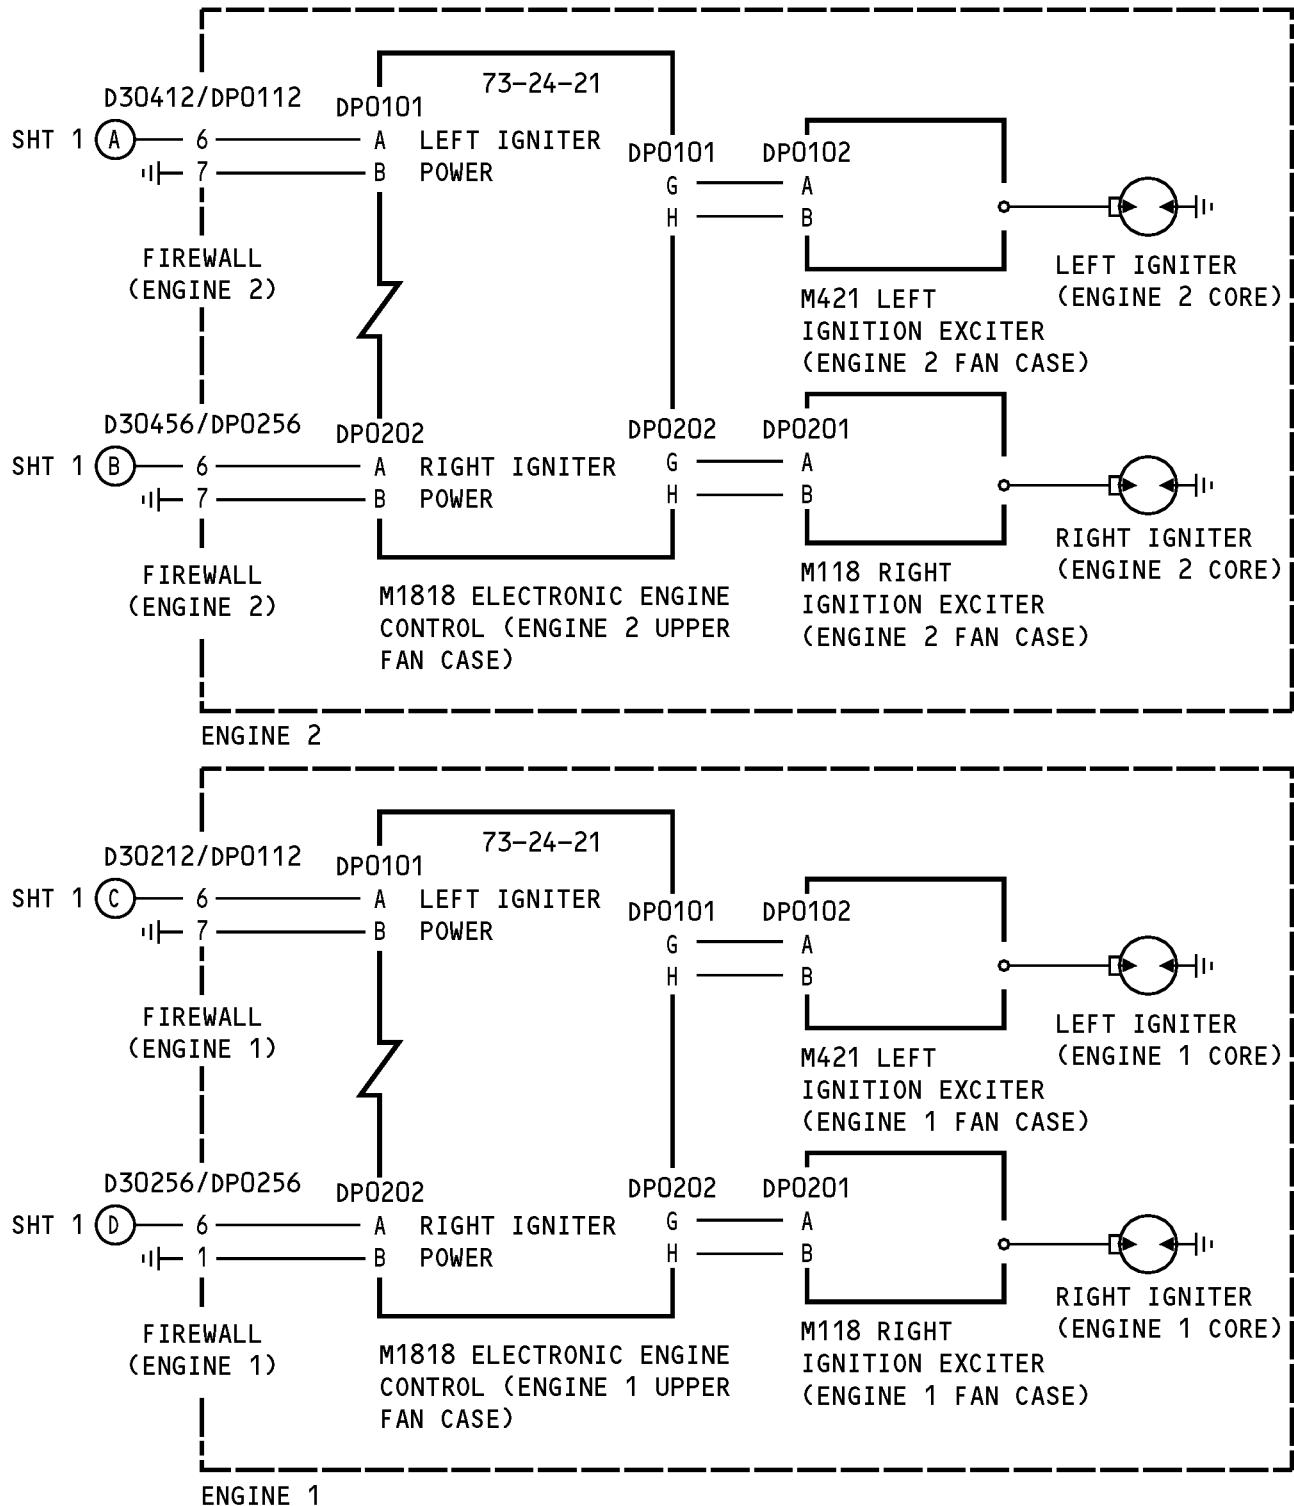 73-24-21
D30412/DP0112
DP0101
SHT 1 A 6 A LEFT IGNITER
7 B POWER
DP0101 DP0102
G A
H B
FIREWALL
(ENGINE 2)
LEFT IGNITER
(ENGINE 2 CORE)
M421 LEFT
IGNITION EXCITER
(ENGINE 2 FAN CASE)
D30456/DP0256
DP0202
SHT 1 B 6 A RIGHT IGNITER
7 B POWER
DP0202 DP0201
G A
H B
FIREWALL
(ENGINE 2)
RIGHT IGNITER
(ENGINE 2 CORE)
M118 RIGHT
IGNITION EXCITER
(ENGINE 2 FAN CASE)
M1818 ELECTRONIC ENGINE
CONTROL (ENGINE 2 UPPER
FAN CASE)
ENGINE 2
73-24-21
D30212/DP0112
DP0101
SHT 1 C 6 A LEFT IGNITER
7 B POWER
DP0101 DP0102
G A
H B
FIREWALL
(ENGINE 1)
LEFT IGNITER
(ENGINE 1 CORE)
M421 LEFT
IGNITION EXCITER
(ENGINE 1 FAN CASE)
D30256/DP0256
DP0202
SHT 1 D 6 A RIGHT IGNITER
1 B POWER
DP0202 DP0201
G A
H B
FIREWALL
(ENGINE 1)
RIGHT IGNITER
(ENGINE 1 CORE)
M118 RIGHT
IGNITION EXCITER
(ENGINE 1 FAN CASE)
M1818 ELECTRONIC ENGINE
CONTROL (ENGINE 1 UPPER
FAN CASE)
ENGINE 1